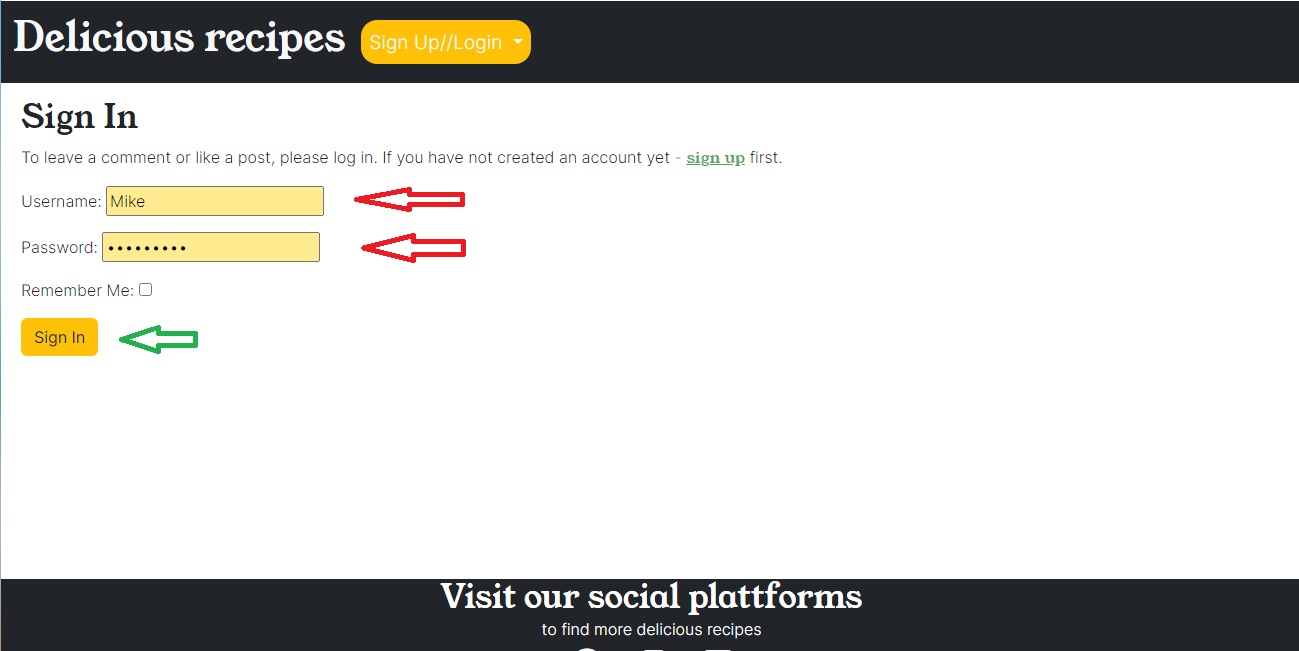 Delicious recipes Sign Up//Login
Sign In
To leave a comment or like a post, please log in. If you have not created an account yet - sign up first.
Username: Mike
Password: •••••••••
Remember Me:
Sign In
Visit our social plattforms
to find more delicious recipes